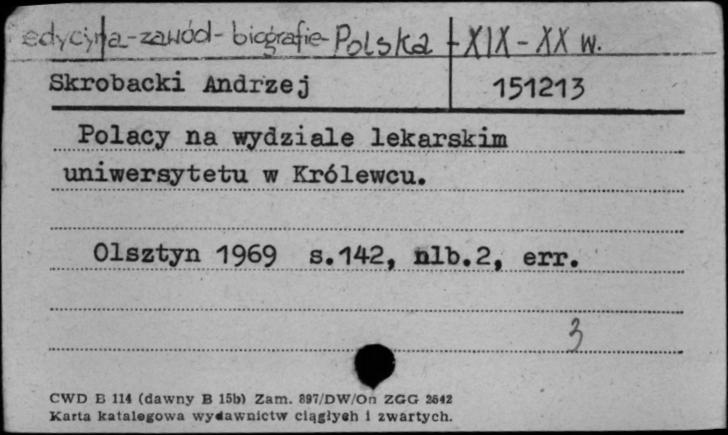 edycyna-zawód-biografie-Polska-XIX-XX w.
Skrobacki Andrzej 151213
Polacy na wydziale lekarskim
uniwersytetu w Królewcu.
Olsztyn 1969 s.142, nlb.2, err.
3
CWD B 114 (dawny B 15b) Zam. 897/DW/On ZGG 2642
Karta katalogowa wydawnictw ciągłych i zwartych.